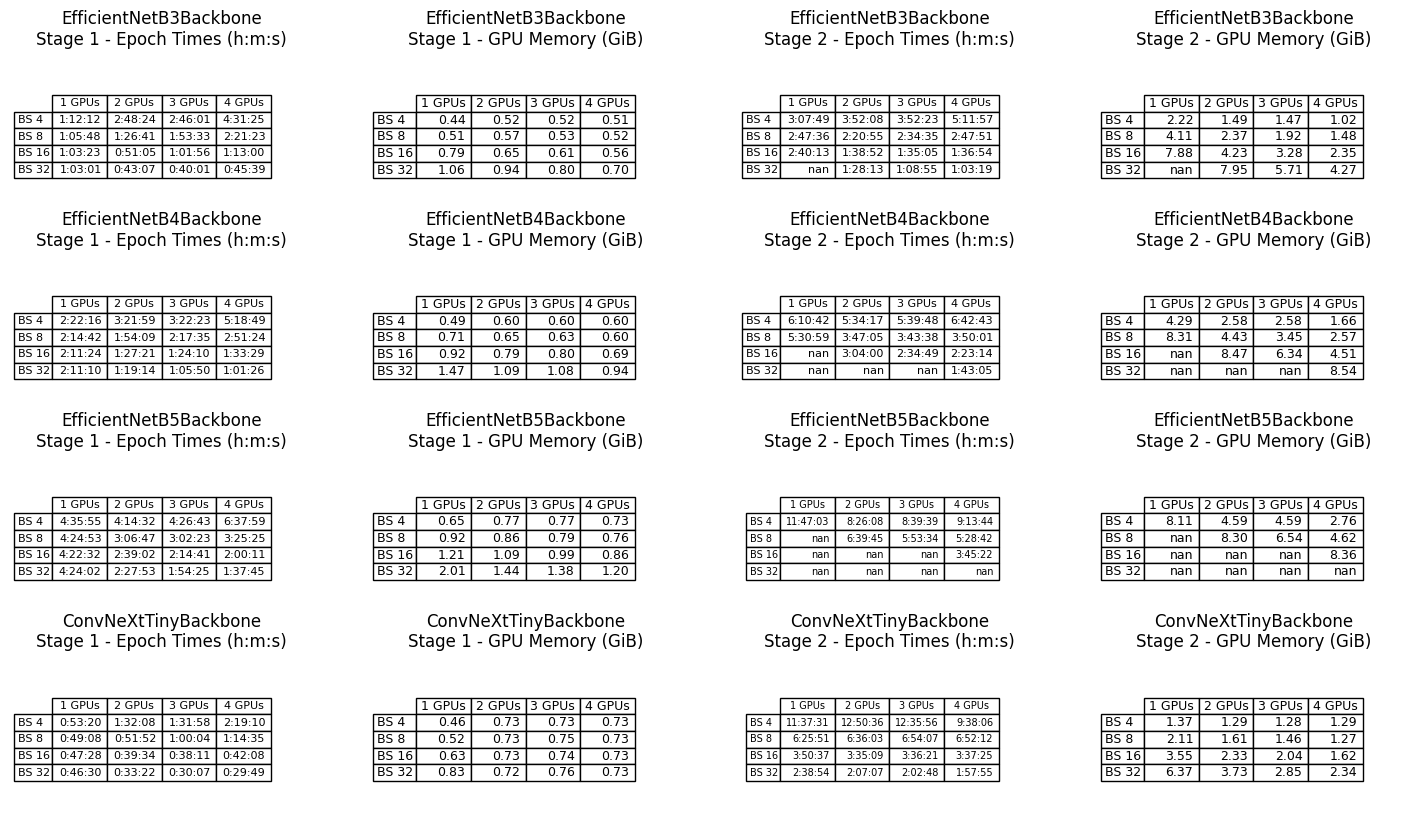 EfficientNetB3Backbone
Stage 1 - Epoch Times (h:m:s)
1 GPUs 2 GPUs 3 GPUs 4 GPUs
BS 4 1:12:12 2:48:24 2:46:01 4:31:25
BS 8 1:05:48 1:26:41 1:53:33 2:21:23
BS 16 1:03:23 0:51:05 1:01:56 1:13:00
BS 32 1:03:01 0:43:07 0:40:01 0:45:39
EfficientNetB3Backbone
Stage 1 - GPU Memory (GiB)
1 GPUs 2 GPUs 3 GPUs 4 GPUs
BS 4 0.44 0.52 0.52 0.51
BS 8 0.51 0.57 0.53 0.52
BS 16 0.79 0.65 0.61 0.56
BS 32 1.06 0.94 0.80 0.70
EfficientNetB3Backbone
Stage 2 - Epoch Times (h:m:s)
1 GPUs 2 GPUs 3 GPUs 4 GPUs
BS 4 3:07:49 3:52:08 3:52:23 5:11:57
BS 8 2:47:36 2:20:55 2:34:35 2:47:51
BS 16 2:40:13 1:38:52 1:35:05 1:36:54
BS 32 nan 1:28:13 1:08:55 1:03:19
EfficientNetB3Backbone
Stage 2 - GPU Memory (GiB)
1 GPUs 2 GPUs 3 GPUs 4 GPUs
BS 4 2.22 1.49 1.47 1.02
BS 8 4.11 2.37 1.92 1.48
BS 16 7.88 4.23 3.28 2.35
BS 32 nan 7.95 5.71 4.27
EfficientNetB4Backbone
Stage 1 - Epoch Times (h:m:s)
1 GPUs 2 GPUs 3 GPUs 4 GPUs
BS 4 2:22:16 3:21:59 3:22:23 5:18:49
BS 8 2:14:42 1:54:09 2:17:35 2:51:24
BS 16 2:11:24 1:27:21 1:24:10 1:33:29
BS 32 2:11:10 1:19:14 1:05:50 1:01:26
EfficientNetB4Backbone
Stage 1 - GPU Memory (GiB)
1 GPUs 2 GPUs 3 GPUs 4 GPUs
BS 4 0.49 0.60 0.60 0.60
BS 8 0.71 0.65 0.63 0.60
BS 16 0.92 0.79 0.80 0.69
BS 32 1.47 1.09 1.08 0.94
EfficientNetB4Backbone
Stage 2 - Epoch Times (h:m:s)
1 GPUs 2 GPUs 3 GPUs 4 GPUs
BS 4 6:10:42 5:34:17 5:39:48 6:42:43
BS 8 5:30:59 3:47:05 3:43:38 3:50:01
BS 16 nan 3:04:00 2:34:49 2:23:14
BS 32 nan nan nan 1:43:05
EfficientNetB4Backbone
Stage 2 - GPU Memory (GiB)
1 GPUs 2 GPUs 3 GPUs 4 GPUs
BS 4 4.29 2.58 2.58 1.66
BS 8 8.31 4.43 3.45 2.57
BS 16 nan 8.47 6.34 4.51
BS 32 nan nan nan 8.54
EfficientNetB5Backbone
Stage 1 - Epoch Times (h:m:s)
1 GPUs 2 GPUs 3 GPUs 4 GPUs
BS 4 4:35:55 4:14:32 4:26:43 6:37:59
BS 8 4:24:53 3:06:47 3:02:23 3:25:25
BS 16 4:22:32 2:39:02 2:14:41 2:00:11
BS 32 4:24:02 2:27:53 1:54:25 1:37:45
EfficientNetB5Backbone
Stage 1 - GPU Memory (GiB)
1 GPUs 2 GPUs 3 GPUs 4 GPUs
BS 4 0.65 0.77 0.77 0.73
BS 8 0.92 0.86 0.79 0.76
BS 16 1.21 1.09 0.99 0.86
BS 32 2.01 1.44 1.38 1.20
EfficientNetB5Backbone
Stage 2 - Epoch Times (h:m:s)
1 GPUs 2 GPUs 3 GPUs 4 GPUs
BS 4 11:47:03 8:26:08 8:39:39 9:13:44
BS 8 nan 6:39:45 5:53:34 5:28:42
BS 16 nan nan nan 3:45:22
BS 32 nan nan nan nan
EfficientNetB5Backbone
Stage 2 - GPU Memory (GiB)
1 GPUs 2 GPUs 3 GPUs 4 GPUs
BS 4 8.11 4.59 4.59 2.76
BS 8 nan 8.30 6.54 4.62
BS 16 nan nan nan 8.36
BS 32 nan nan nan nan
ConvNeXtTinyBackbone
Stage 1 - Epoch Times (h:m:s)
1 GPUs 2 GPUs 3 GPUs 4 GPUs
BS 4 0:53:20 1:32:08 1:31:58 2:19:10
BS 8 0:49:08 0:51:52 1:00:04 1:14:35
BS 16 0:47:28 0:39:34 0:38:11 0:42:08
BS 32 0:46:30 0:33:22 0:30:07 0:29:49
ConvNeXtTinyBackbone
Stage 1 - GPU Memory (GiB)
1 GPUs 2 GPUs 3 GPUs 4 GPUs
BS 4 0.46 0.73 0.73 0.73
BS 8 0.52 0.73 0.75 0.73
BS 16 0.63 0.73 0.74 0.73
BS 32 0.83 0.72 0.76 0.73
ConvNeXtTinyBackbone
Stage 2 - Epoch Times (h:m:s)
1 GPUs 2 GPUs 3 GPUs 4 GPUs
BS 4 11:37:31 12:50:36 12:35:56 9:38:06
BS 8 6:25:51 6:36:03 6:54:07 6:52:12
BS 16 3:50:37 3:35:09 3:36:21 3:37:25
BS 32 2:38:54 2:07:07 2:02:48 1:57:55
ConvNeXtTinyBackbone
Stage 2 - GPU Memory (GiB)
1 GPUs 2 GPUs 3 GPUs 4 GPUs
BS 4 1.37 1.29 1.28 1.29
BS 8 2.11 1.61 1.46 1.27
BS 16 3.55 2.33 2.04 1.62
BS 32 6.37 3.73 2.85 2.34